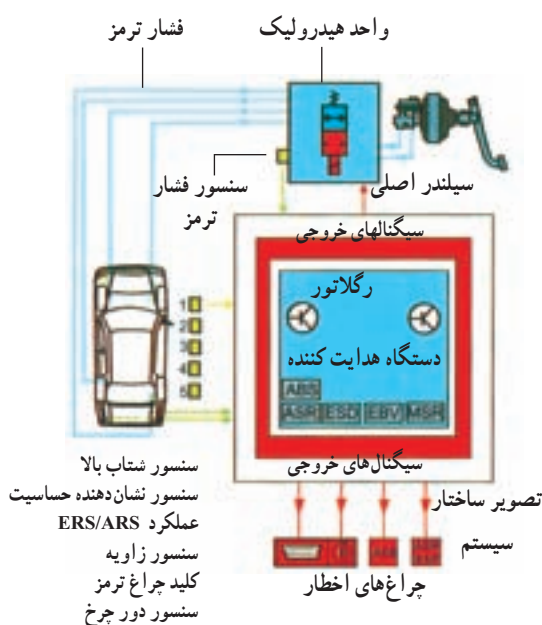 واحد هیدرولیک
فشار ترمز
سیلندر اصلی
سنسور فشار
ترمز
سیگنالهای خروجی
رگلاتور
دستگاه هدایت کننده
ABS
ASR ESD EBV MSR
1
2
3
4
5
سیگنال‌های خروجی
سنسور شتاب بالا
سنسور نشان‌دهنده حساسیت
عملکرد ERS/ARS
سنسور زاویه
کلید چراغ ترمز
سنسور دور چرخ
تصویر ساختار
سیستم
چراغ‌های اخطار